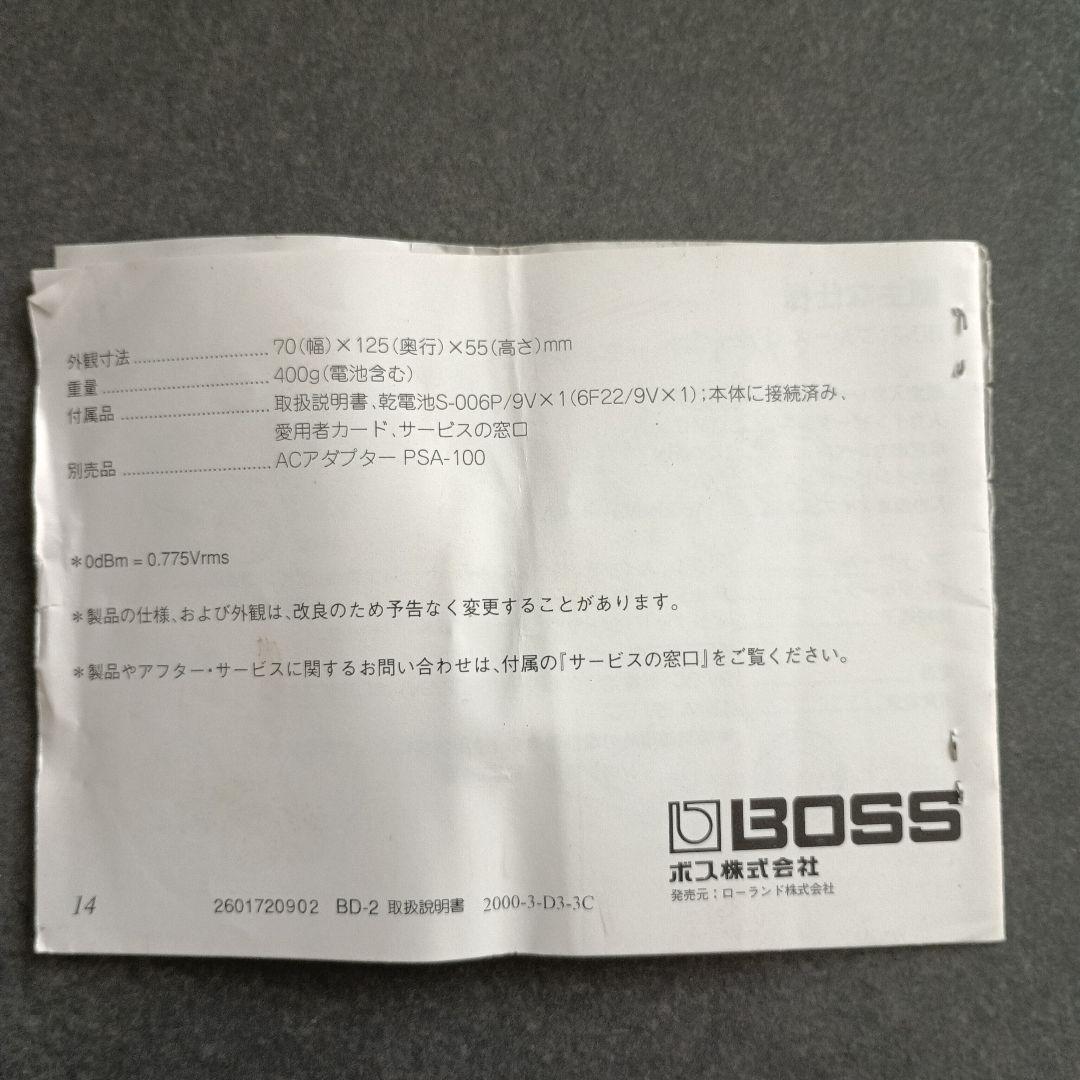 外観寸法 ............................ 70(幅)×125(奥行)×55(高さ)mm
重量 .................................. 400g(電池含む)
付属品 .............................. 取扱説明書、乾電池S-006P/9V×1(6F22/9V×1);本体に接続済み、
愛用者カード、サービスの窓口
別売品 .............................. ACアダプター PSA-100
*0dBm = 0.775Vrms
*製品の仕様、および外観は、改良のため予告なく変更することがあります。
*製品やアフター・サービスに関するお問い合わせは、付属の『サービスの窓口』をご覧ください。
BOSS
ボス株式会社
発売元:ローランド株式会社
14 2601720902 BD-2 取扱説明書 2000-3-D3-3C